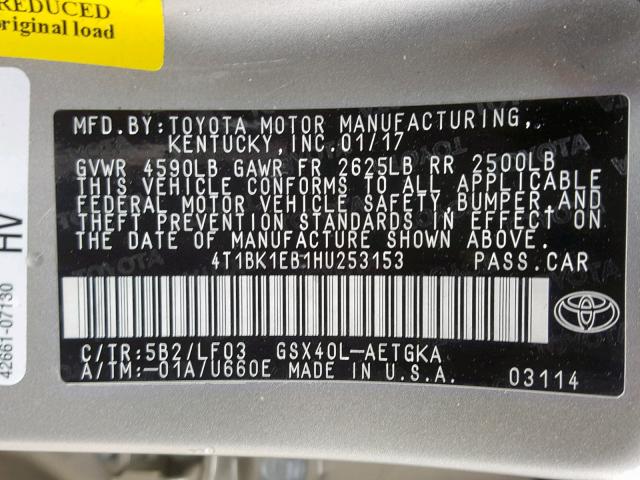 REDUCED
original load
HV
42661-07130
MFD.BY:TOYOTA MOTOR MANUFACTURING,
KENTUCKY,INC.01/17
GVWR 4590LB GAWR FR 2625LB RR 2500LB
THIS VEHICLE CONFORMS TO ALL APPLICABLE
FEDERAL MOTOR VEHICLE SAFETY,BUMPER,AND
THEFT PREVENTION STANDARDS IN EFFECT ON
THE DATE OF MANUFACTURE SHOWN ABOVE.
4T1BK1EB1HU253153 PASS.CAR
C/TR:5B2/LF03 GSX40L-AETGKA
A/TM:-01A/U660E MADE IN U.S.A. 03114